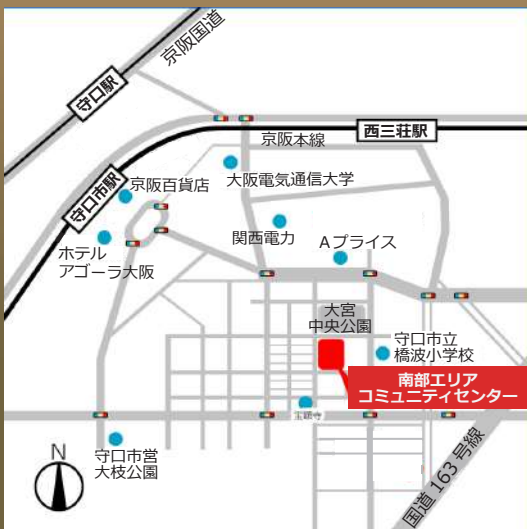 京阪国道
守口駅
西三荘駅
京阪本線
守口市駅
京阪百貨店
大阪電気通信大学
関西電力
Aプライス
ホテル
アゴーラ大阪
大宮
中央公園
守口市立
橋波小学校
南部エリア
コミュニティセンター
守口市営
大枝公園
国道163号線
N